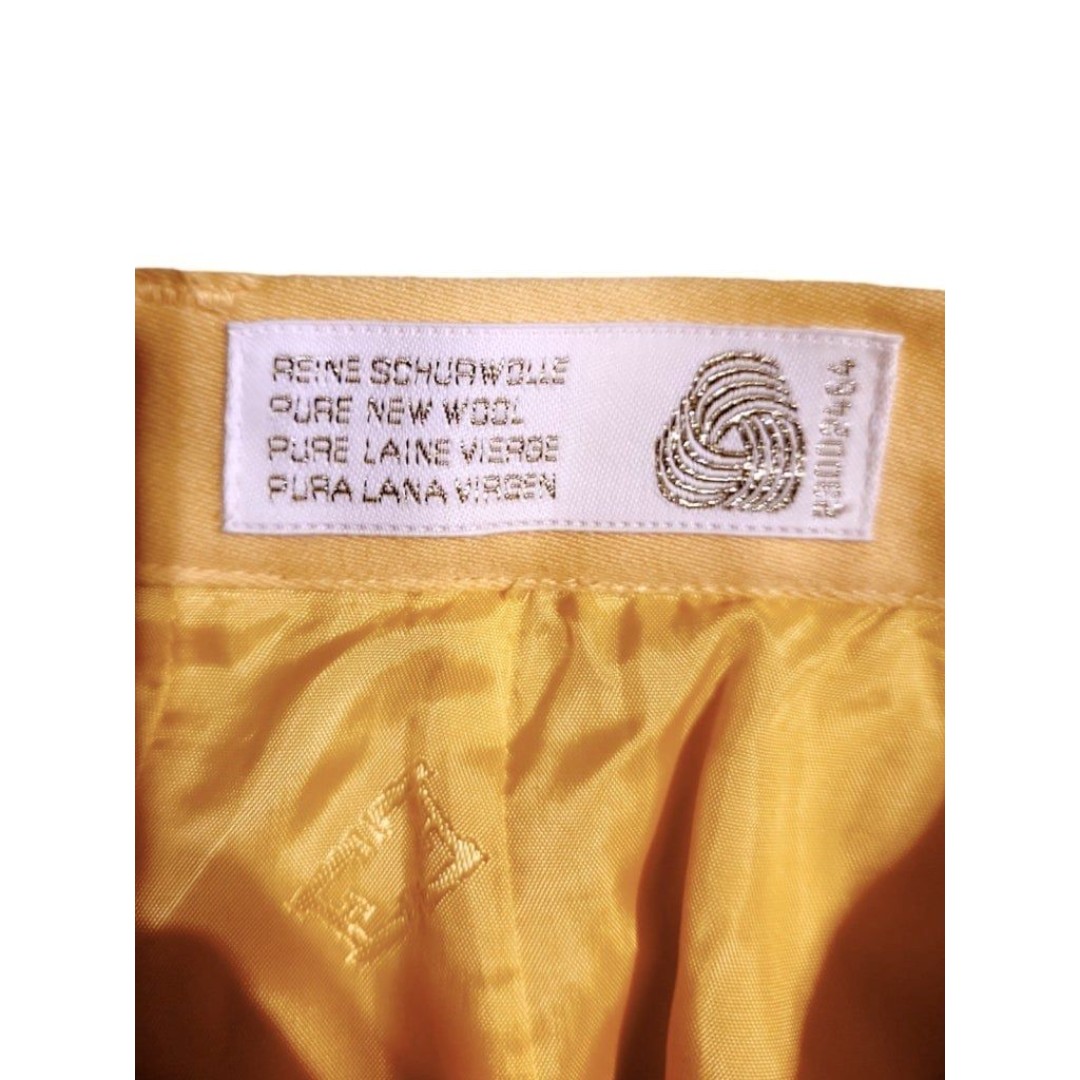 REINE SCHURWOLLE
PURE NEW WOOL
PURE LAINE VIERGE
PURA LANA VIRGEN